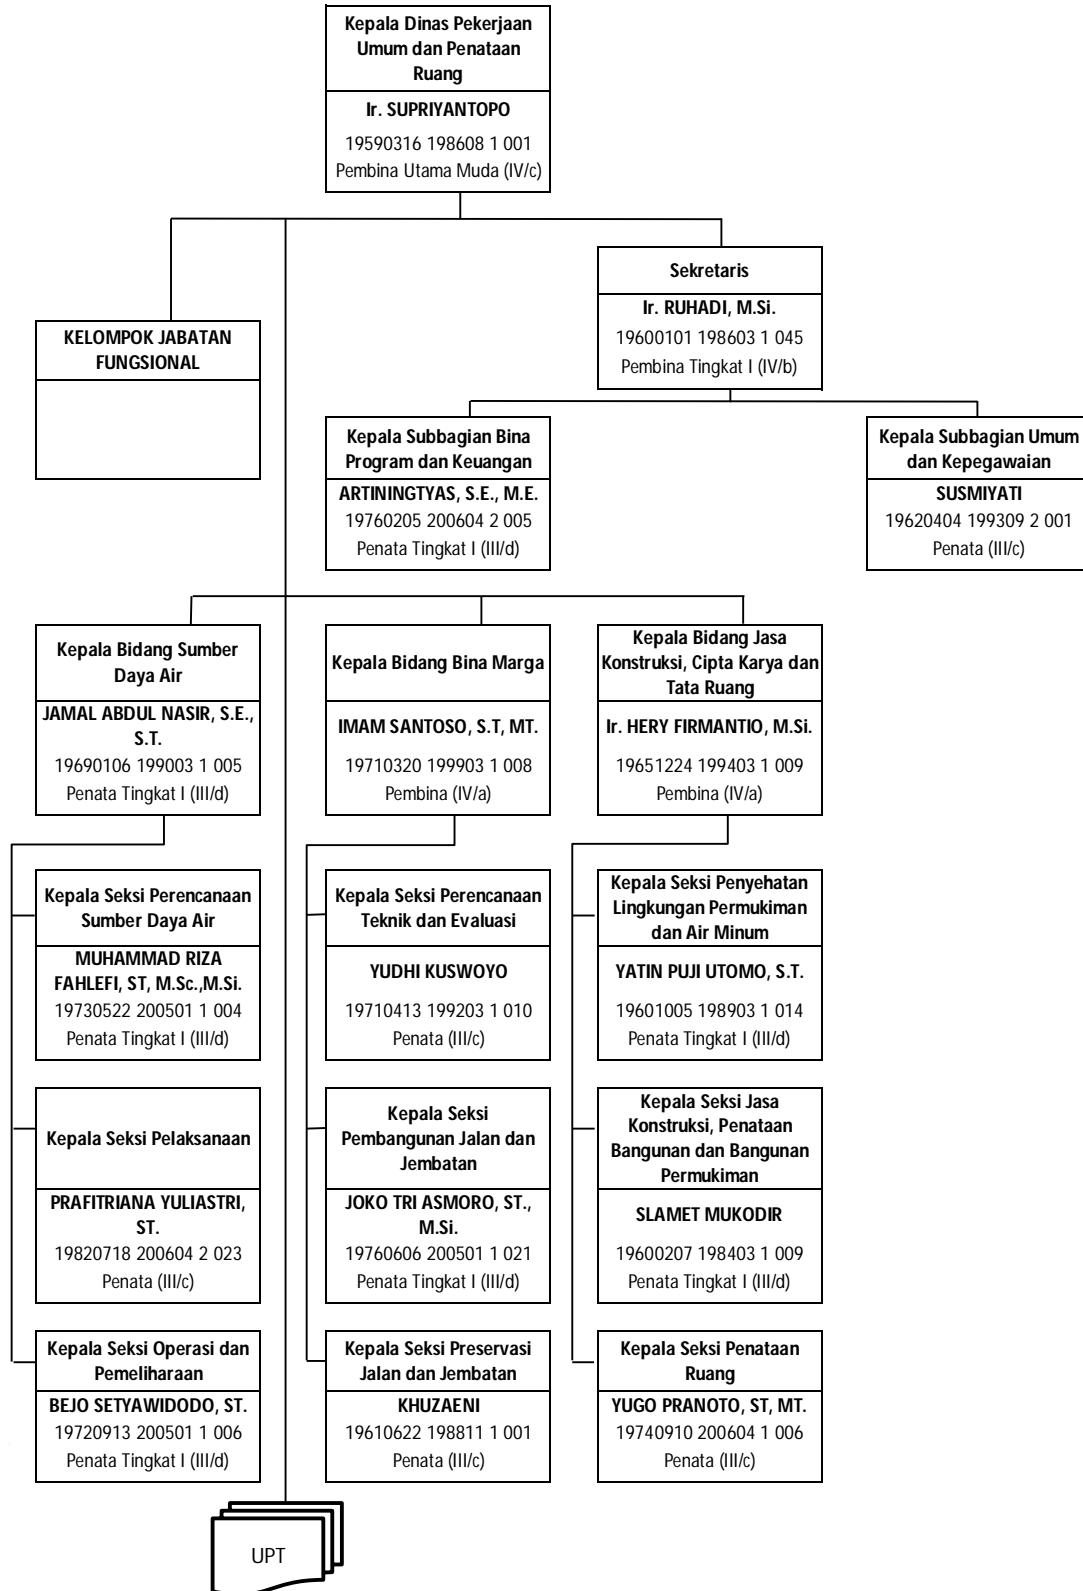 Kepala Dinas Pekerjaan
Umum dan Penataan
Ruang
Ir. SUPRIYANTOPO
19590316 198608 1 001
Pembina Utama Muda (IV/c)
Sekretaris
Ir. RUHADI, M.Si.
19600101 198603 1 045
Pembina Tingkat I (IV/b)
KELOMPOK JABATAN
FUNGSIONAL
Kepala Subbagian Bina
Program dan Keuangan
ARTININGTYAS, S.E., M.E.
19760205 200604 2 005
Penata Tingkat I (III/d)
Kepala Subbagian Umum
dan Kepegawaian
SUSMIYATI
19620404 199309 2 001
Penata (III/c)
Kepala Bidang Sumber
Daya Air
JAMAL ABDUL NASIR, S.E.,
S.T.
19690106 199003 1 005
Penata Tingkat I (III/d)
Kepala Bidang Bina Marga
IMAM SANTOSO, S.T, MT.
19710320 199903 1 008
Pembina (IV/a)
Kepala Bidang Jasa
Konstruksi, Cipta Karya dan
Tata Ruang
Ir. HERY FIRMANTIO, M.Si.
19651224 199403 1 009
Pembina (IV/a)
Kepala Seksi Perencanaan
Sumber Daya Air
MUHAMMAD RIZA
FAHLEFI, ST, M.Sc.,M.Si.
19730522 200501 1 004
Penata Tingkat I (III/d)
Kepala Seksi Perencanaan
Teknik dan Evaluasi
YUDHI KUSWOYO
19710413 199203 1 010
Penata (III/c)
Kepala Seksi Penyehatan
Lingkungan Permukiman
dan Air Minum
YATIN PUJI UTOMO, S.T.
19601005 198903 1 014
Penata Tingkat I (III/d)
Kepala Seksi Pelaksanaan
PRAFITRIANA YULIASTRI,
ST.
19820718 200604 2 023
Penata (III/c)
Kepala Seksi
Pembangunan Jalan dan
Jembatan
JOKO TRI ASMORO, ST.,
M.Si.
19760606 200501 1 021
Penata Tingkat I (III/d)
Kepala Seksi Jasa
Konstruksi, Penataan
Bangunan dan Bangunan
Permukiman
SLAMET MUKODIR
19600207 198403 1 009
Penata Tingkat I (III/d)
Kepala Seksi Operasi dan
Pemeliharaan
BEJO SETYAWIDODO, ST.
19720913 200501 1 006
Penata Tingkat I (III/d)
Kepala Seksi Preservasi
Jalan dan Jembatan
KHUZAENI
19610622 198811 1 001
Penata (III/c)
Kepala Seksi Penataan
Ruang
YUGO PRANOTO, ST, MT.
19740910 200604 1 006
Penata (III/c)
UPT